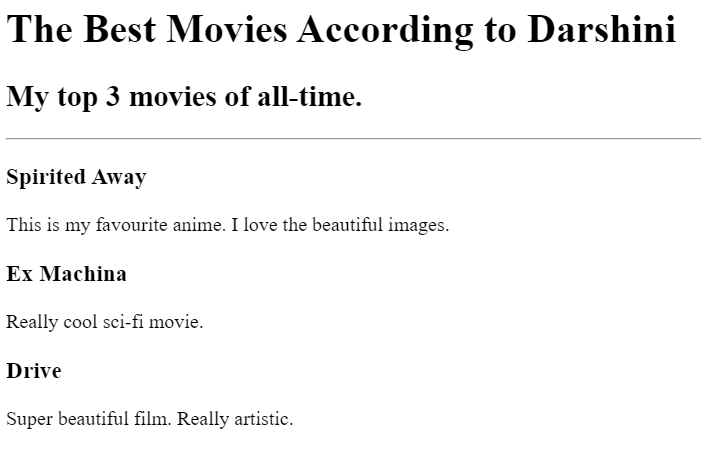 The Best Movies According to Darshini
My top 3 movies of all-time.
Spirited Away
This is my favourite anime. I love the beautiful images.
Ex Machina
Really cool sci-fi movie.
Drive
Super beautiful film. Really artistic.